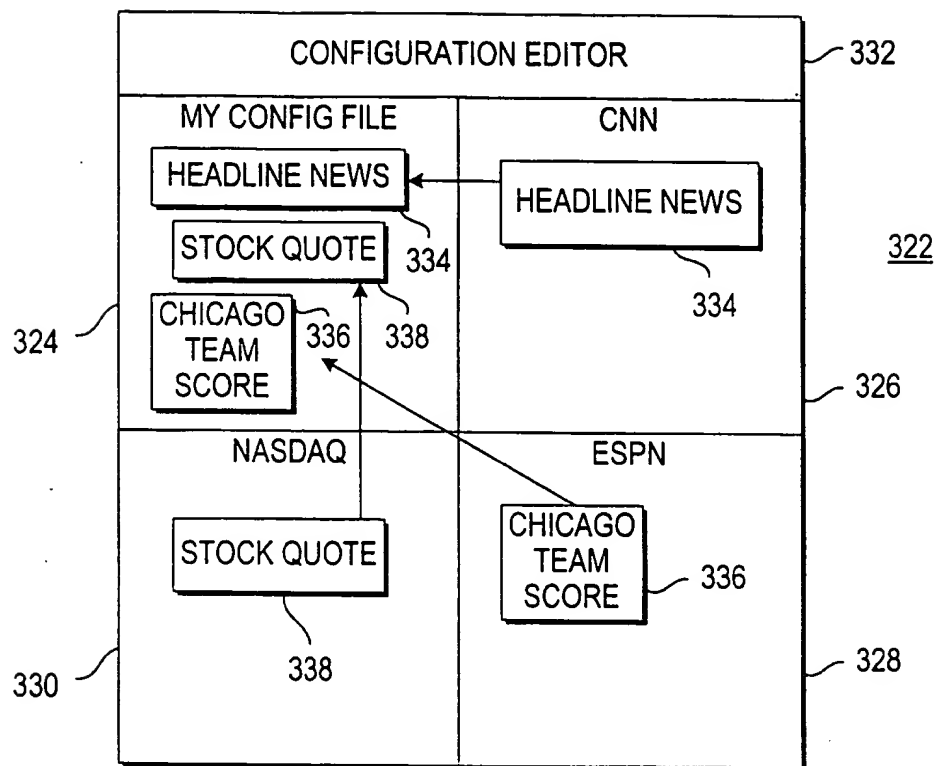 CONFIGURATION EDITOR
332
MY CONFIG FILE
HEADLINE NEWS
334
STOCK QUOTE
338
CHICAGO
TEAM
SCORE
336
324
CNN
HEADLINE NEWS
334
322
326
NASDAQ
STOCK QUOTE
338
330
ESPN
CHICAGO
TEAM
SCORE
336
328